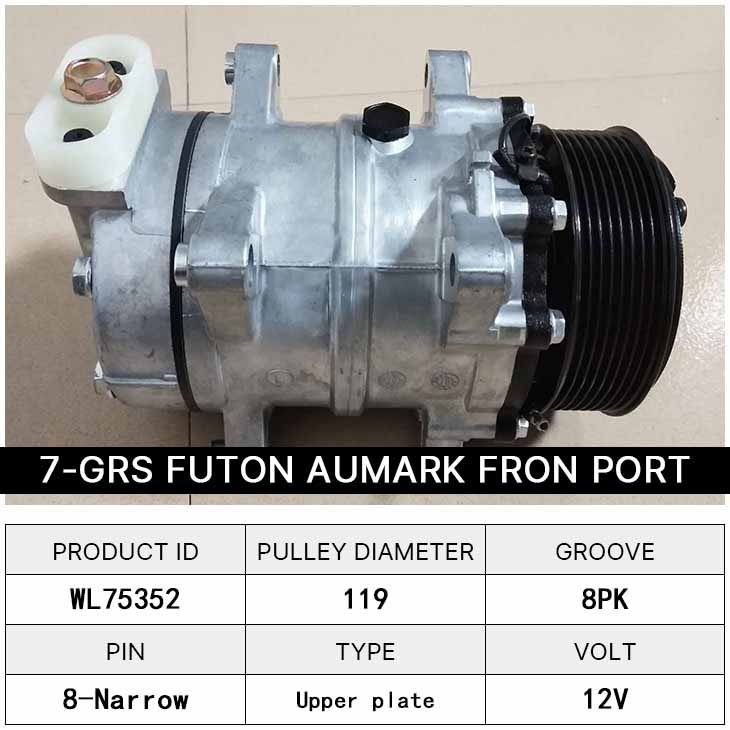 7-GRS FUTON AUMARK FRON PORT
PRODUCT ID PULLEY DIAMETER GROOVE
WL75352 119 8PK
PIN TYPE VOLT
8-Narrow Upper plate 12V